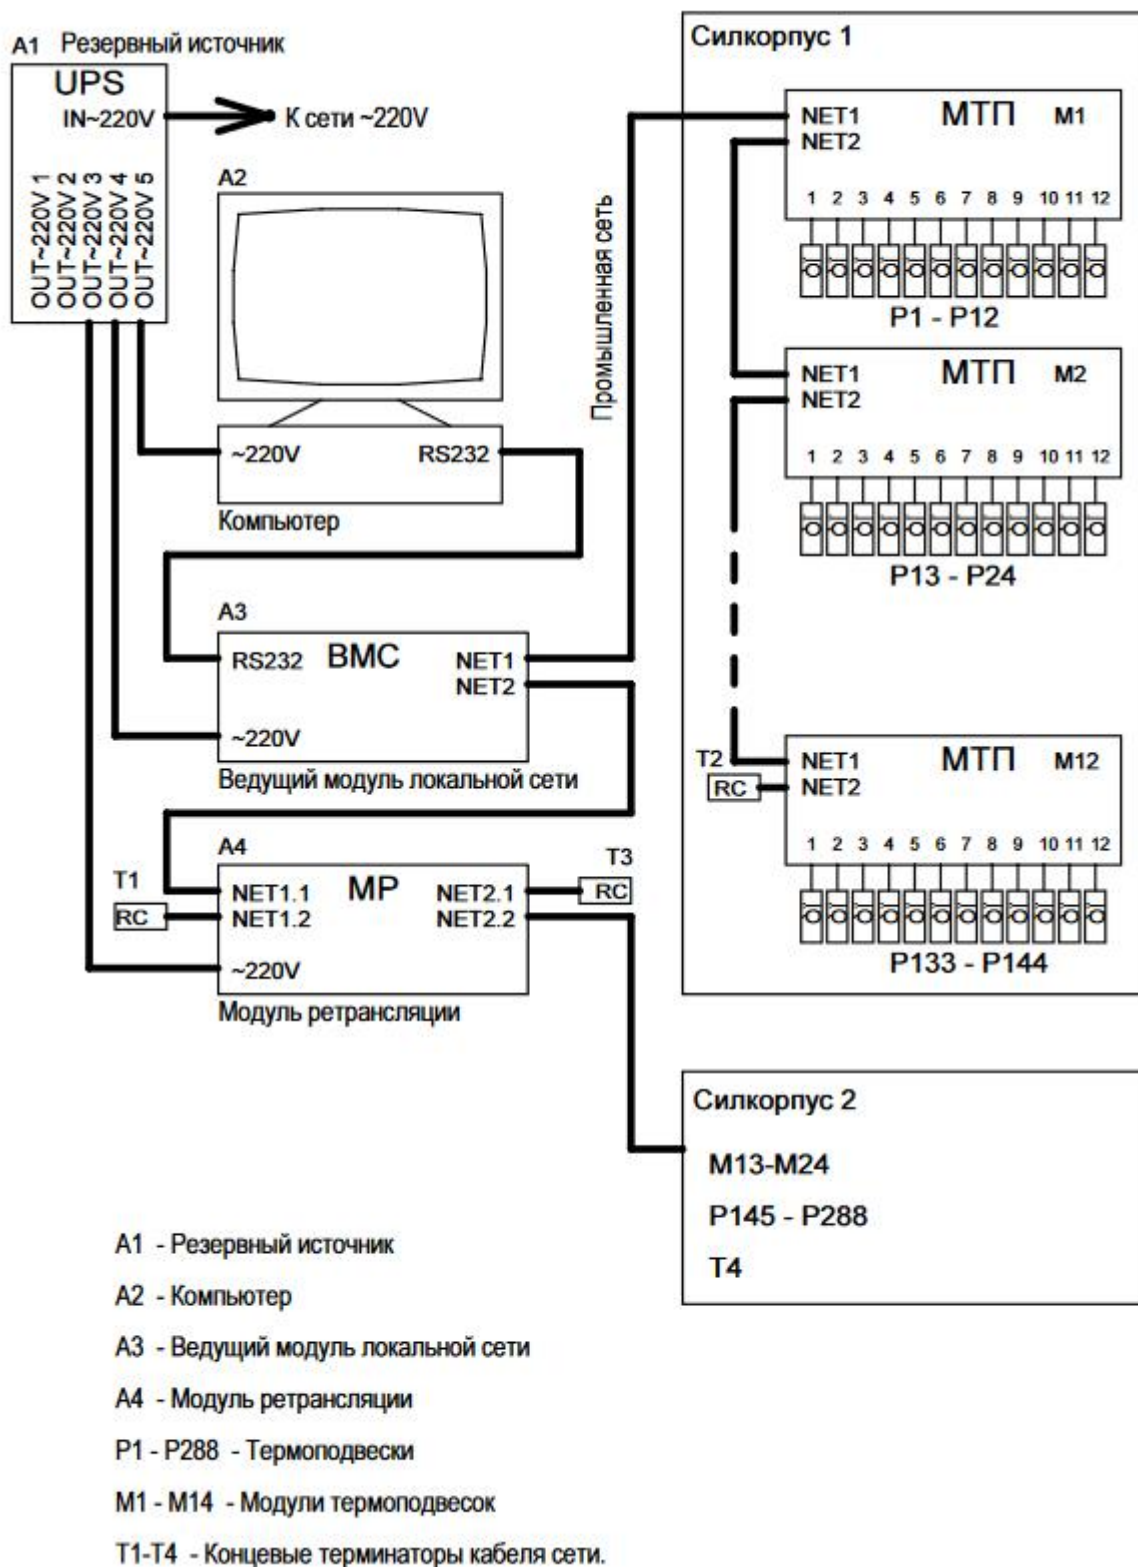 A1 Резервный источник
UPS
IN~220V
К сети ~220V
OUT~220V 1
OUT~220V 2
OUT~220V 3
OUT~220V 4
OUT~220V 5
A2
~220V RS232
Компьютер
A3
RS232 ВМС NET1
NET2
~220V
Ведущий модуль локальной сети
A4
T1
RC
NET1.1 МР NET2.1
NET1.2 NET2.2
~220V
T3
RC
Модуль ретрансляции
Промышленная сеть
Силкорпус 1
NET1 МТП М1
NET2
1 2 3 4 5 6 7 8 9 10 11 12
P1 - P12
NET1 МТП М2
NET2
1 2 3 4 5 6 7 8 9 10 11 12
P13 - P24
T2
RC
NET1 МТП М12
NET2
1 2 3 4 5 6 7 8 9 10 11 12
P133 - P144
Силкорпус 2
M13-M24
P145 - P288
T4
A1 - Резервный источник
A2 - Компьютер
A3 - Ведущий модуль локальной сети
A4 - Модуль ретрансляции
P1 - P288 - Термоподвески
M1 - M14 - Модули термоподвесок
T1-T4 - Концевые терминаторы кабеля сети.